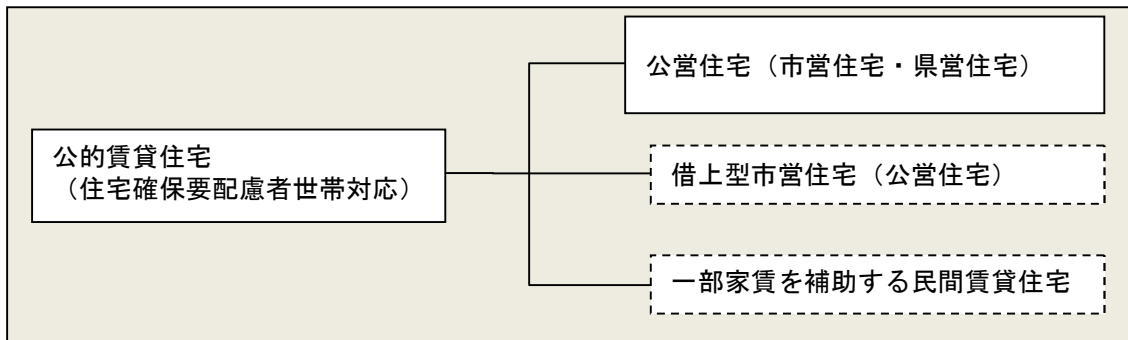 公営住宅（市営住宅・県営住宅）
公的賃貸住宅
（住宅確保要配慮者世帯対応）
借上型市営住宅（公営住宅）
一部家賃を補助する民間賃貸住宅